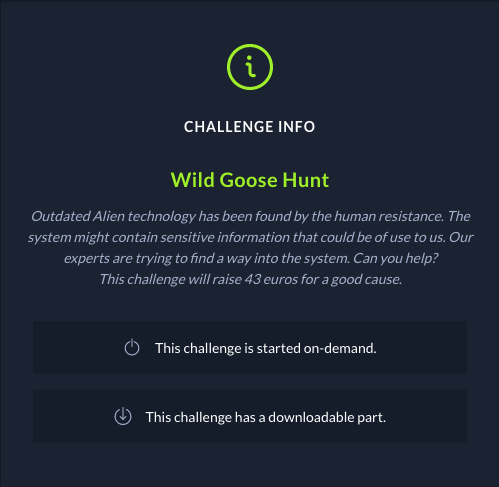 CHALLENGE INFO
Wild Goose Hunt
Outdated Alien technology has been found by the human resistance. The
system might contain sensitive information that could be of use to us. Our
experts are trying to find a way into the system. Can you help?
This challenge will raise 43 euros for a good cause.
This challenge is started on-demand.
This challenge has a downloadable part.